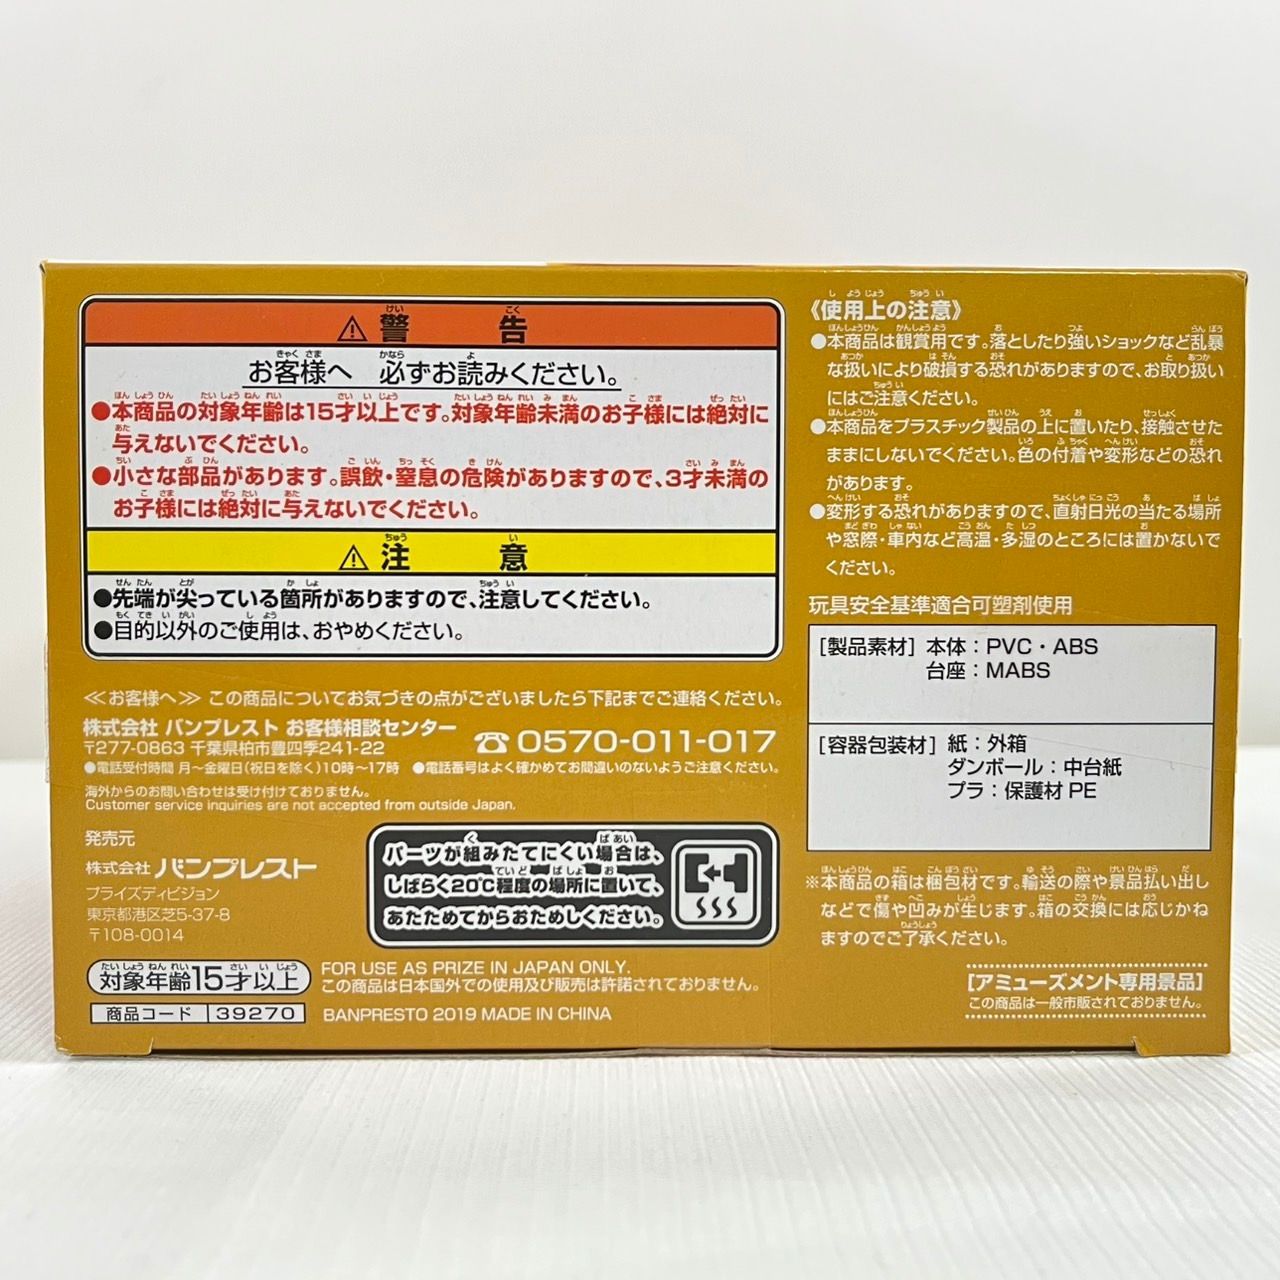 ⚠警告
お客様へ 必ずお読みください。
●本商品の対象年齢は15才以上です。対象年齢未満のお子様には絶対に
与えないでください。
●小さな部品があります。誤飲・窒息の危険がありますので、3才未満の
お子様には絶対に与えないでください。
⚠注意
●先端が尖っている箇所がありますので、注意してください。
●目的以外のご使用は、おやめください。
≪お客様へ≫ この商品についてお気づきの点がございましたら下記までご連絡ください。
株式会社 バンプレスト お客様相談センター
〒277-0863 千葉県柏市豊四季241-22
☎0570-011-017
●電話受付時間 月～金曜日(祝日を除く)10時～17時 ●電話番号はよく確かめてお間違いのないようご注意ください。
海外からのお問い合わせは受け付けておりません。
Customer service inquiries are not accepted from outside Japan.
発売元
株式会社 バンプレスト
プライズディビジョン
東京都港区芝5-37-8
〒108-0014
パーツが組みたてにくい場合は、
しばらく20℃程度の場所に置いて、
あたためてからおためしください。
対象年齢15才以上
商品コード 39270
FOR USE AS PRIZE IN JAPAN ONLY.
この商品は日本国外での使用及び販売は許諾されておりません。
BANPRESTO 2019 MADE IN CHINA
《使用上の注意》
●本商品は観賞用です。落としたり強いショックなど乱暴
な扱いにより破損する恐れがありますので、お取り扱い
にはご注意ください。
●本商品をプラスチック製品の上に置いたり、接触させた
ままにしないでください。色の付着や変形などの恐れ
があります。
●変形する恐れがありますので、直射日光の当たる場所
や窓際・車内など高温・多湿のところには置かないで
ください。
玩具安全基準適合可塑剤使用
[製品素材] 本体：PVC・ABS
台座：MABS
[容器包装材] 紙：外箱
ダンボール：中台紙
プラ：保護材 PE
※本商品の箱は梱包材です。輸送の際や景品払い出し
などで傷や凹みが生じます。箱の交換には応じかね
ますのでご了承ください。
[アミューズメント専用景品]
この商品は一般市販されておりません。